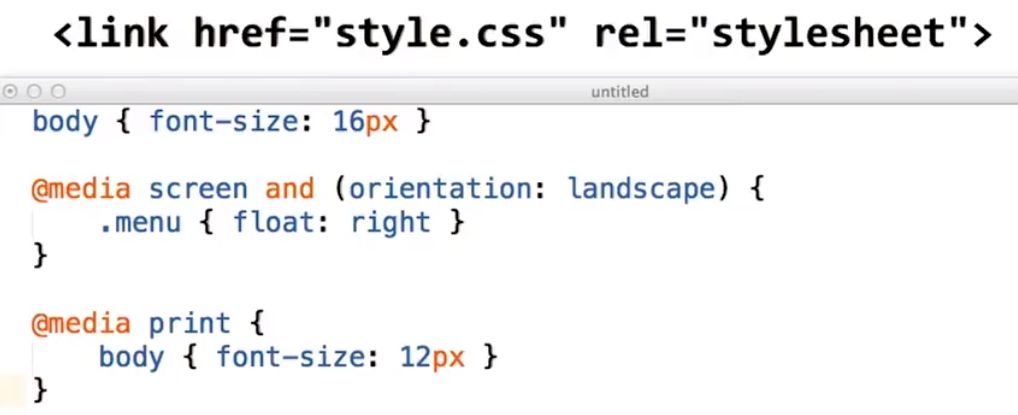 <link href="style.css" rel="stylesheet">
untitled
body { font-size: 16px }
@media screen and (orientation: landscape) {
.menu { float: right }
}
@media print {
body { font-size: 12px }
}